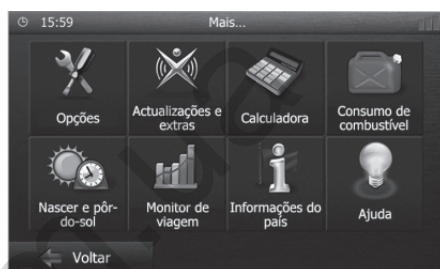 15:59 Mais...
Opções
Actualizações e
extras
Calculadora
Consumo de
combustível
Nascer e pôr-
do-sol
Monitor de
viagem
Informações do
país
Ajuda
Voltar